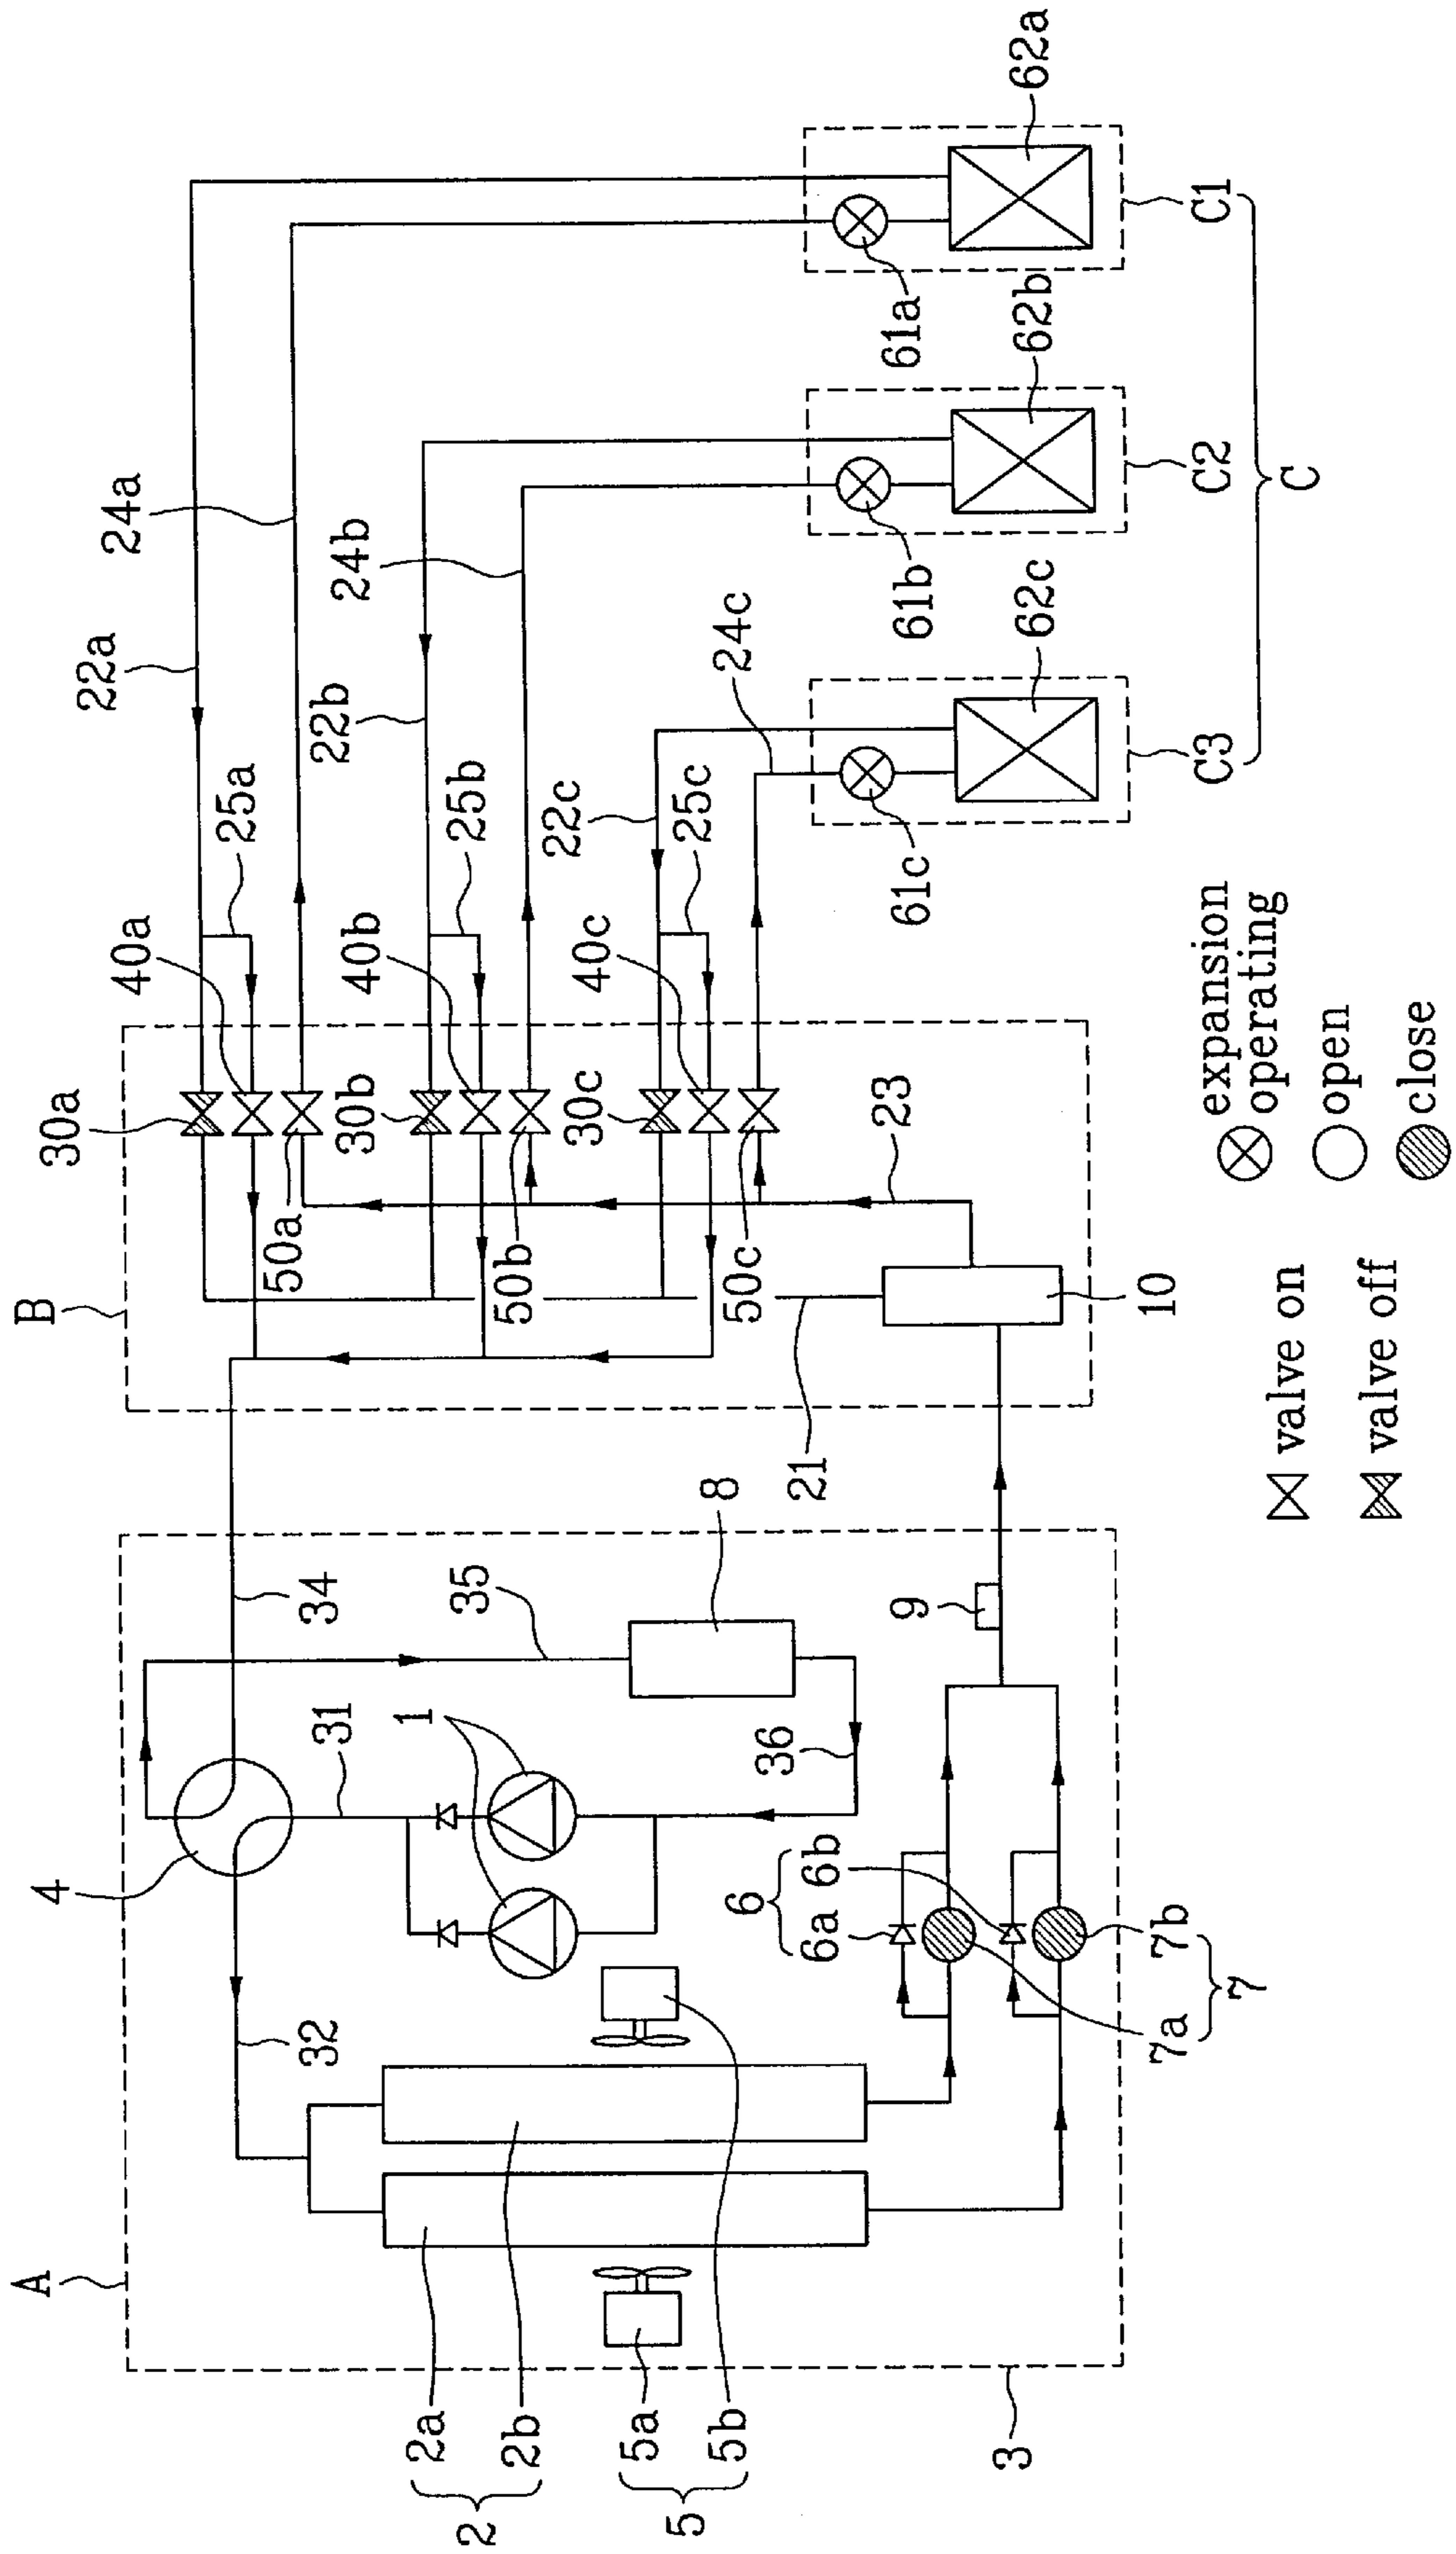 A
B
4
30a
40a
22a
24a
25a
50a
32
34
31
30b
22b
24b
40b
1
2a
2
2b
35
25b
50b
22c
30c
40c
5a
5
5b
8
25c
24c
6
50c
36
21
6a 6b
23
9
61c
61b
61a
3
62c
62b
62a
7a 7b
7
10
C3
C2
C1
C
valve on
valve off
expansion
operating
open
close